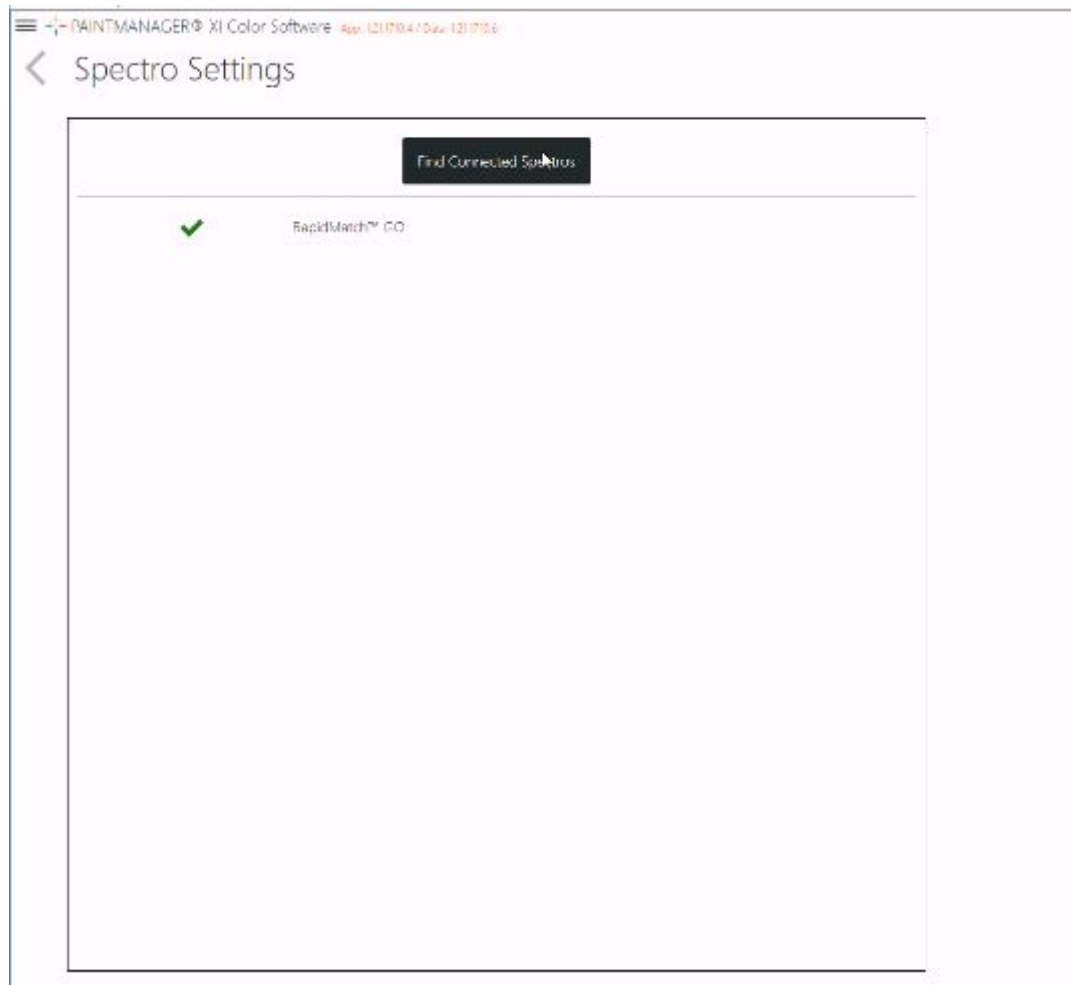 PAINTMANAGER® XI Color Software
Spectro Settings
Find Connected Spectros
RapidMatch™ GO